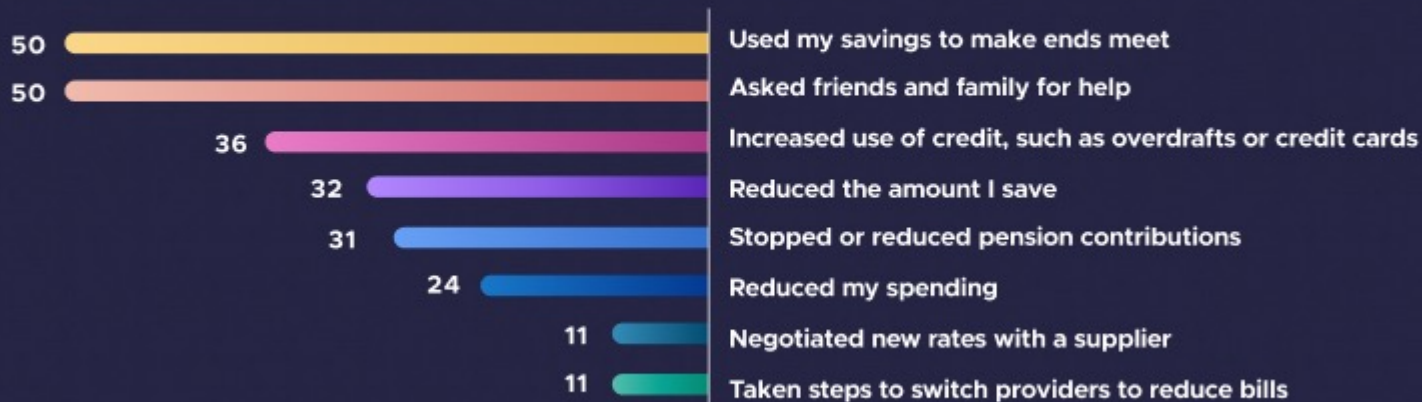 50 Used my savings to make ends meet
50 Asked friends and family for help
36 Increased use of credit, such as overdrafts or credit cards
32 Reduced the amount I save
31 Stopped or reduced pension contributions
24 Reduced my spending
11 Negotiated new rates with a supplier
11 Taken steps to switch providers to reduce bills